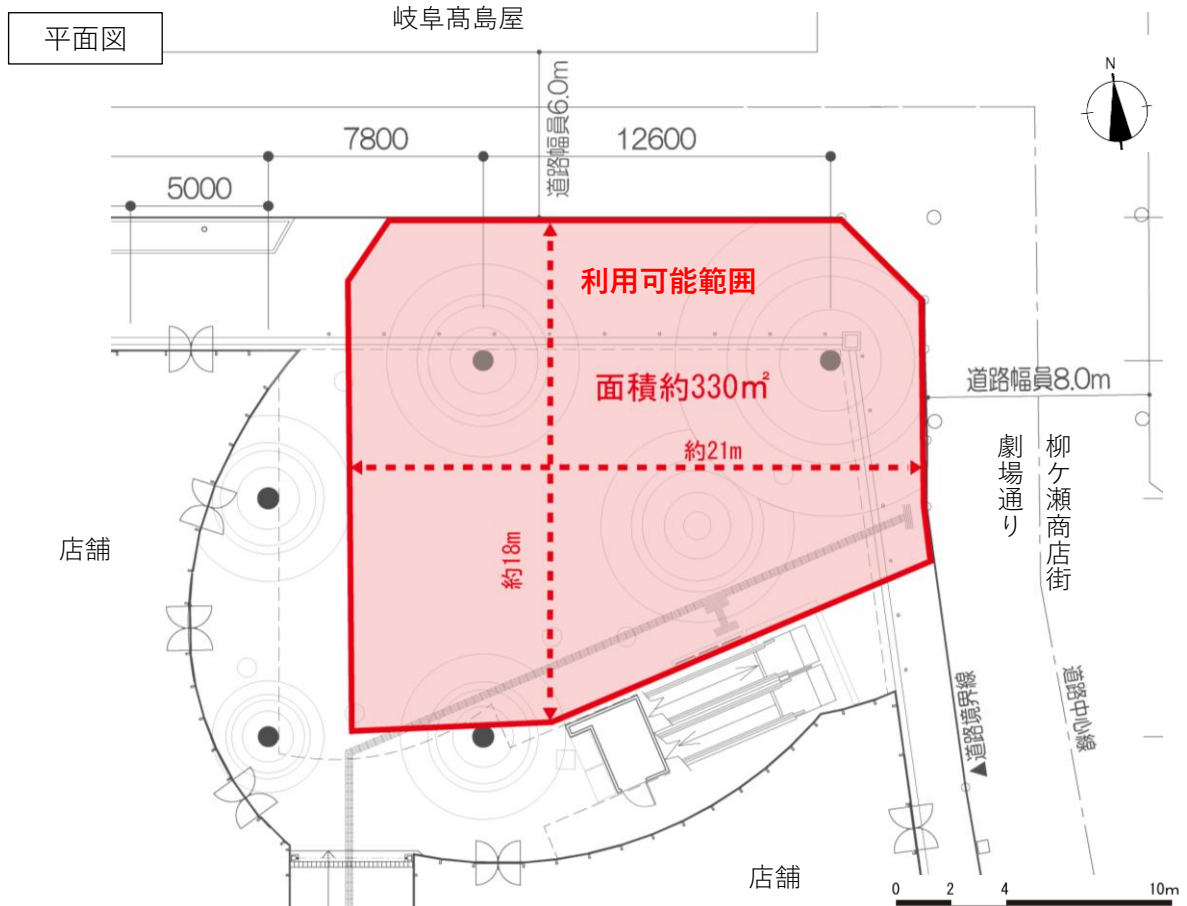 岐阜髙島屋
平面図
N
道路幅員6.0m
7800
12600
5000
利用可能範囲
面積約330㎡
道路幅員8.0m
約21m
柳ケ瀬商店街
劇場通り
約18m
店舗
道路中心線
▲道路境界線
店舗
0 2 4 10m